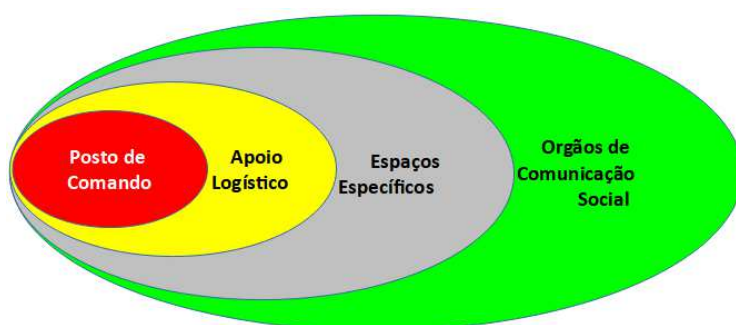 Posto de
Comando
Apoio
Logístico
Espaços
Específicos
Orgãos de
Comunicação
Social